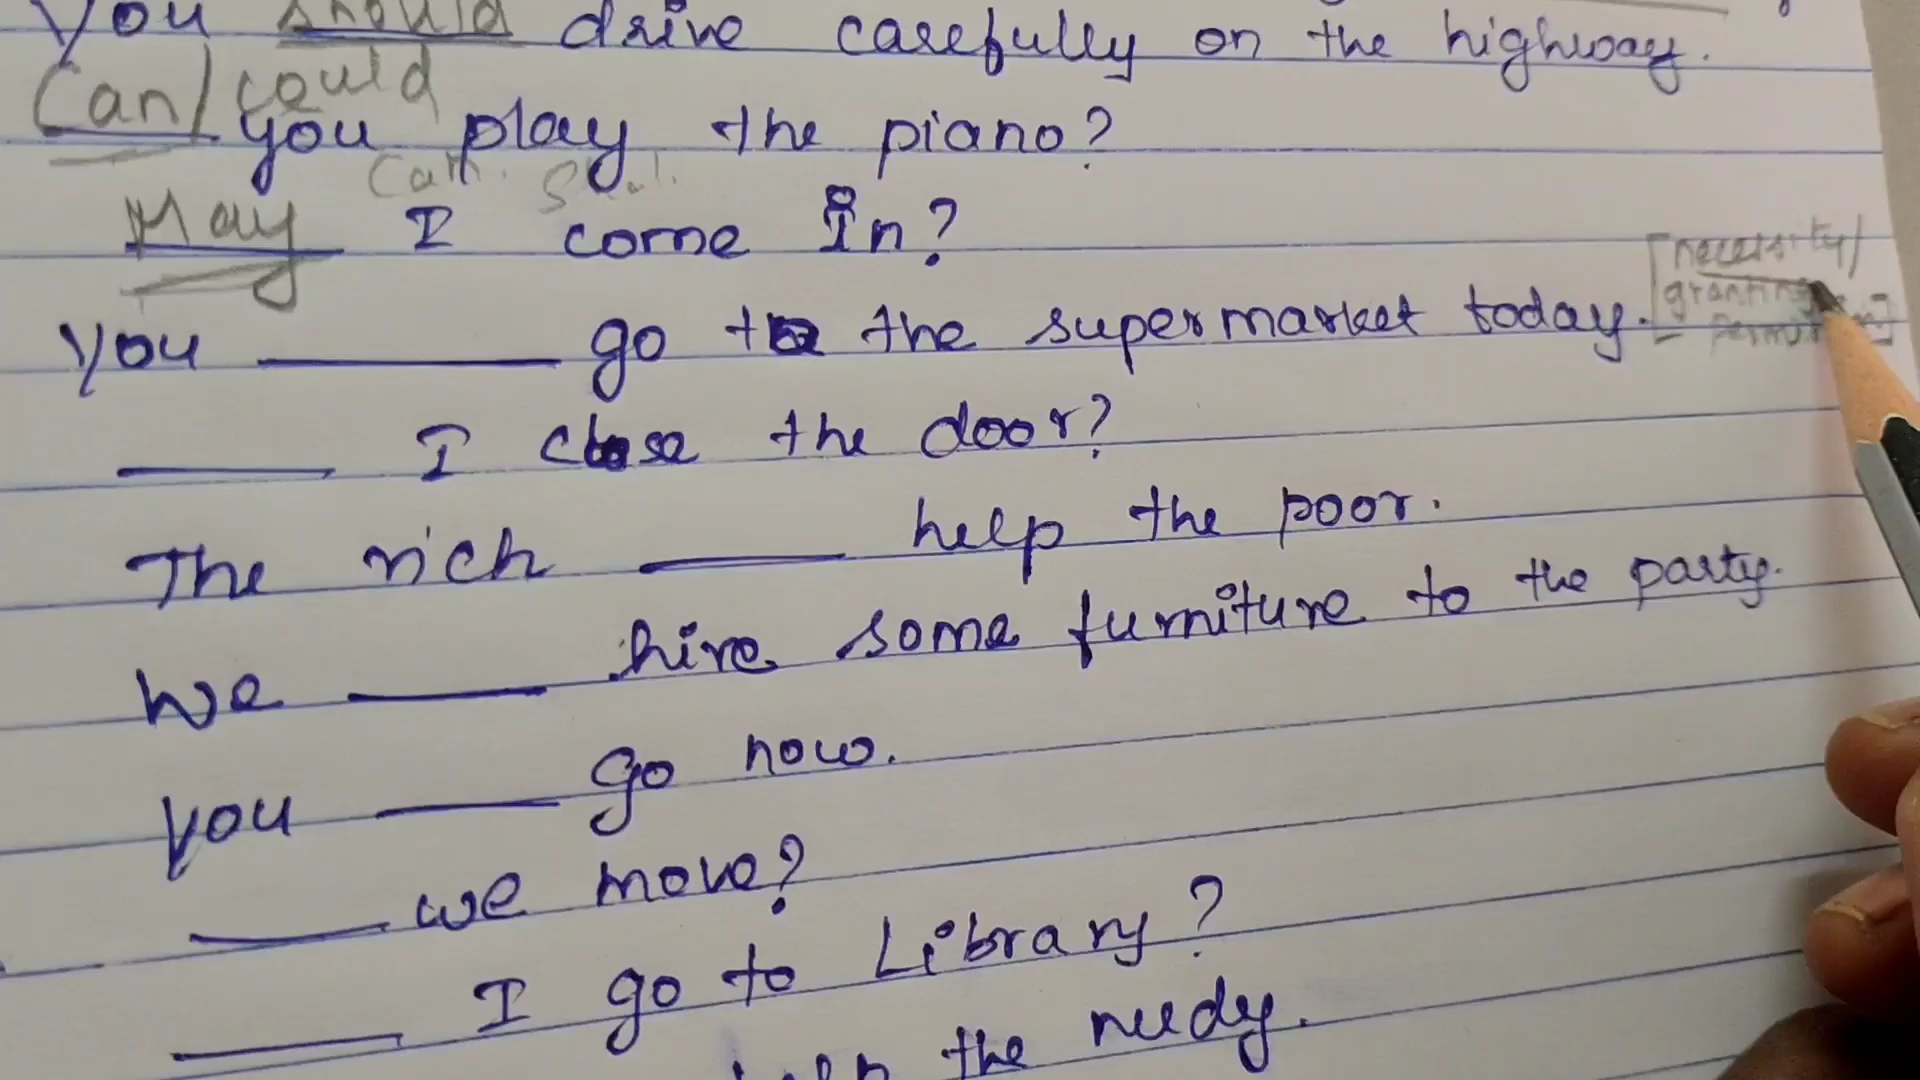 You should drive carefully on the highway.
Can/could you play the piano?
May I come In?
You ______ go to the supermarket today. [necessity/
granting
______ I close the door?
The rich ______ help the poor.
We ______ hire some furniture to the party.
You ______ go now.
______ we move?
______ I go to Library?
the needy.